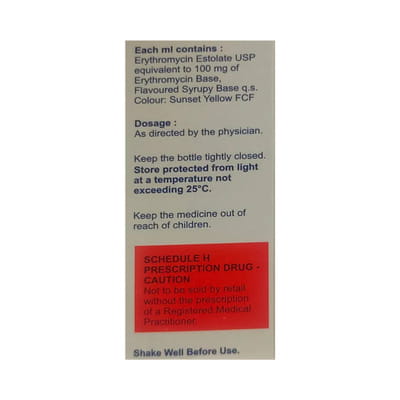 Each ml contains :
Erythromycin Estolate USP
equivalent to 100 mg of
Erythromycin Base,
Flavoured Syrupy Base q.s.
Colour: Sunset Yellow FCF
Dosage :
As directed by the physician.
Keep the bottle tightly closed.
Store protected from light
at a temperature not
exceeding 25°C.
Keep the medicine out of
reach of children.
SCHEDULE H
PRESCRIPTION DRUG -
CAUTION
Not to be sold by retail
without the prescription
of a Registered Medical
Practitioner.
Shake Well Before Use.